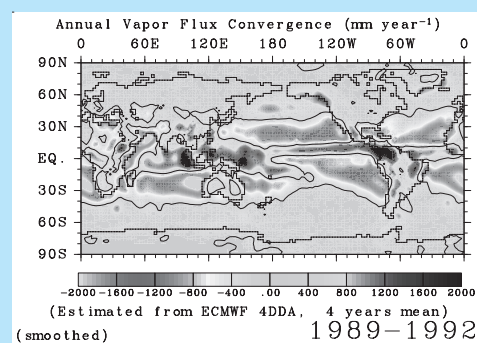 Annual Vapor Flux Convergence (mm year⁻¹)
0 60E 120E 180 120W 60W 0
90N
60N
30N
EQ.
30S
60S
90S
-2000 -1600 -1200 -800 -400 .00 400 800 1200 1600 2000
(Estimated from ECMWF 4DDA, 4 years mean)
(smoothed) 1989-1992